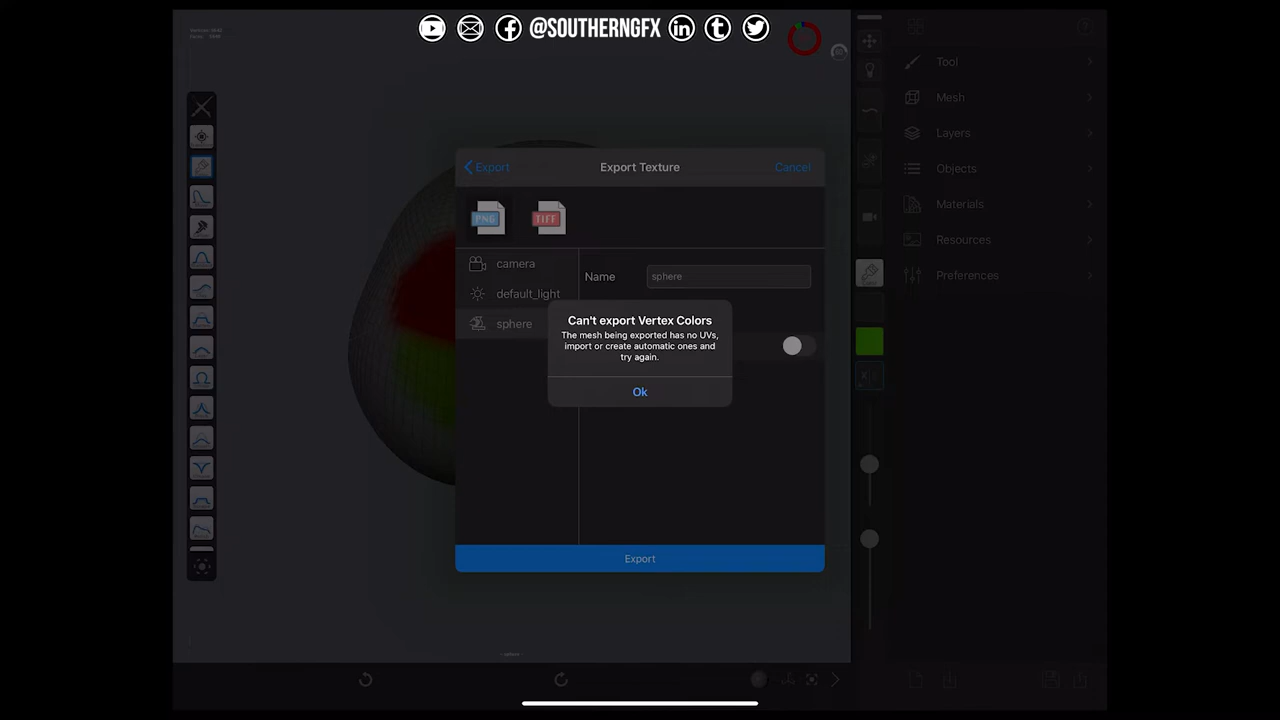 @SOUTHERNGFX
Tool
Mesh
Layers
Objects
Materials
Resources
Preferences
Export
Export Texture
Cancel
PNG
TIFF
camera
default_light
sphere
Name
sphere
Can't export Vertex Colors
The mesh being exported has no UVs,
import or create automatic ones and
try again.
Ok
Export